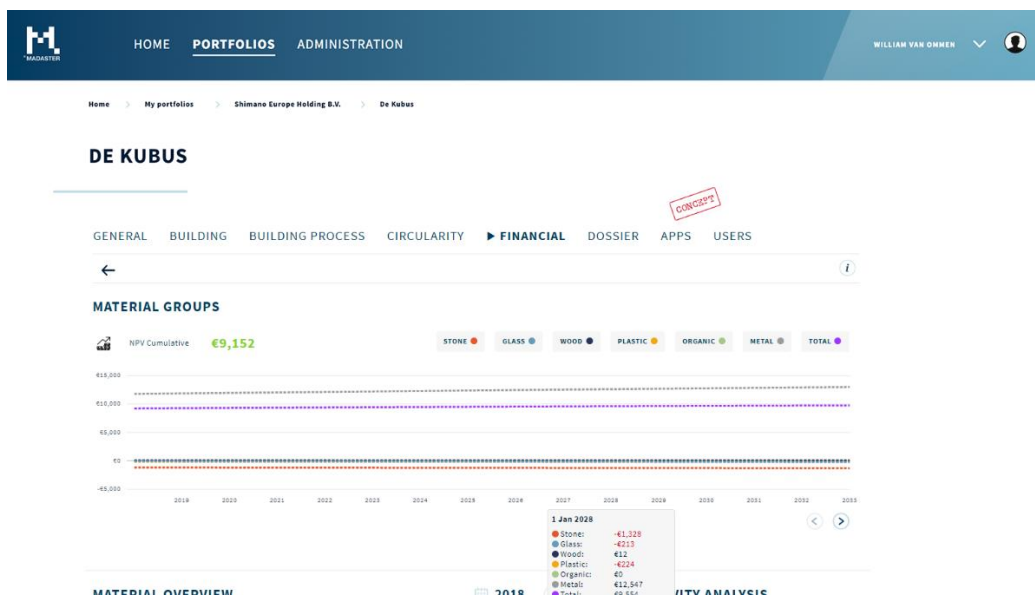 M.
MADASTER
HOME PORTFOLIOS ADMINISTRATION
WILLIAM VAN OMMEN
Home > My portfolios > Shimano Europe Holding B.V. > De Kubus
DE KUBUS
CONCEPT
GENERAL BUILDING BUILDING PROCESS CIRCULARITY ▶ FINANCIAL DOSSIER APPS USERS
i
MATERIAL GROUPS
NPV Cumulative €9,152
STONE GLASS WOOD PLASTIC ORGANIC METAL TOTAL
€15,000
€10,000
€5,000
€0
-€5,000
2019 2020 2021 2022 2023 2024 2025 2026 2027 2028 2029 2030 2031 2032 2033
1 Jan 2028
Stone: -€1,328
Glass: -€213
Wood: €12
Plastic: -€224
Organic: €0
Metal: €12,547
MATERIAL OVERVIEW 2018 Total: